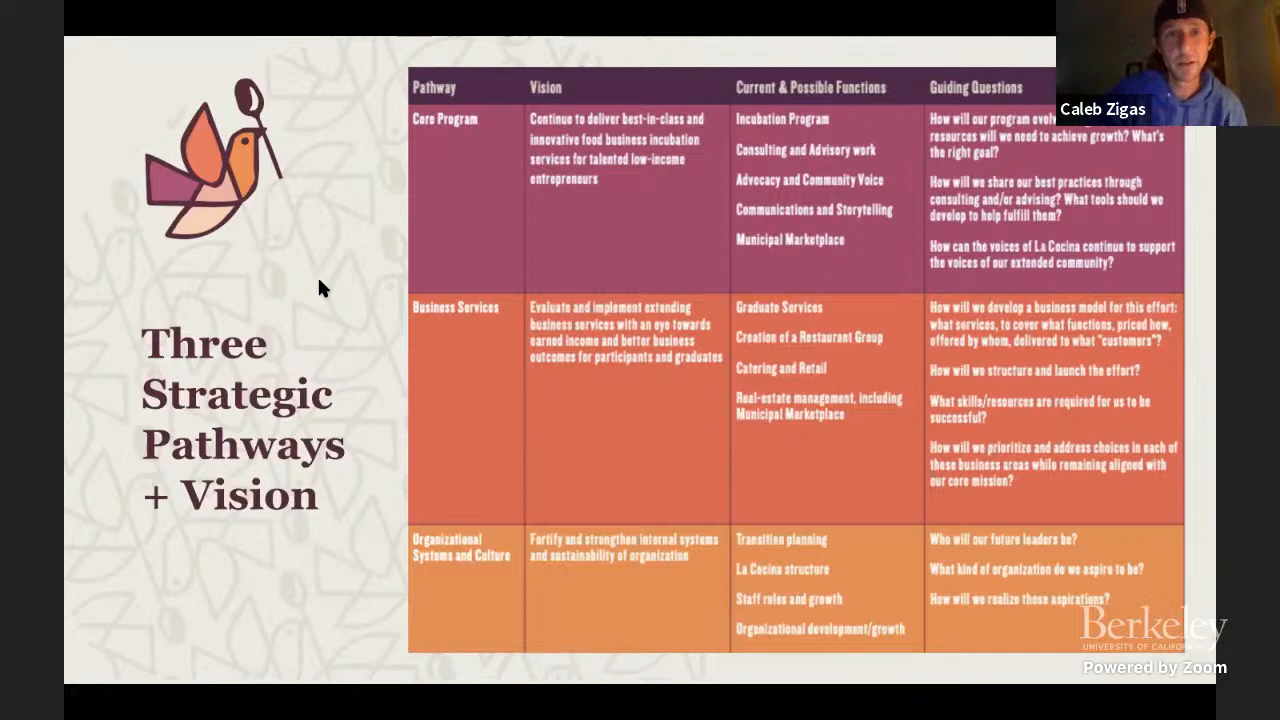 Three
Strategic
Pathways
+ Vision
Pathway
Vision
Current & Possible Functions
Guiding Questions
Core Program
Continue to deliver best-in-class and
innovative food business incubation
services for talented low-income
entrepreneurs
Incubation Program
Consulting and Advisory work
Advocacy and Community Voice
Communications and Storytelling
Municipal Marketplace
How will our program evolv
resources will we need to achieve growth? What's
the right goal?
How will we share our best practices through
consulting and/or advising? What tools should we
develop to help fulfill them?
How can the voices of La Cocina continue to support
the voices of our extended community?
Business Services
Evaluate and implement extending
business services with an eye towards
earned income and better business
outcomes for participants and graduates
Graduate Services
Creation of a Restaurant Group
Catering and Retail
Real-estate management, including
Municipal Marketplace
How will we develop a business model for this effort:
what services, to cover what functions, priced how,
offered by whom, delivered to what "customers"?
How will we structure and launch the effort?
What skills/resources are required for us to be
successful?
How will we prioritize and address choices in each of
these business areas while remaining aligned with
our core mission?
Organizational
Systems and Culture
Fortify and strengthen internal systems
and sustainability of organization
Transition planning
La Cocina structure
Staff roles and growth
Organizational development/growth
Who will our future leaders be?
What kind of organization do we aspire to be?
How will we realize those aspirations?
Caleb Zigas
Berkeley
UNIVERSITY OF CALIFORNIA
Powered by Zoom